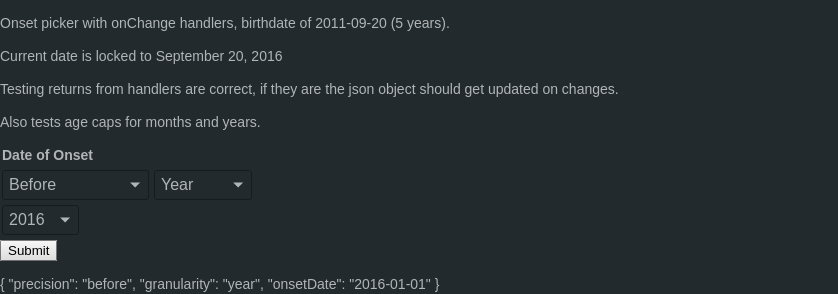 Onset picker with onChange handlers, birthdate of 2011-09-20 (5 years).
Current date is locked to September 20, 2016
Testing returns from handlers are correct, if they are the json object should get updated on changes.
Also tests age caps for months and years.
Date of Onset
Before Year
2016
Submit
{ "precision": "before", "granularity": "year", "onsetDate": "2016-01-01" }